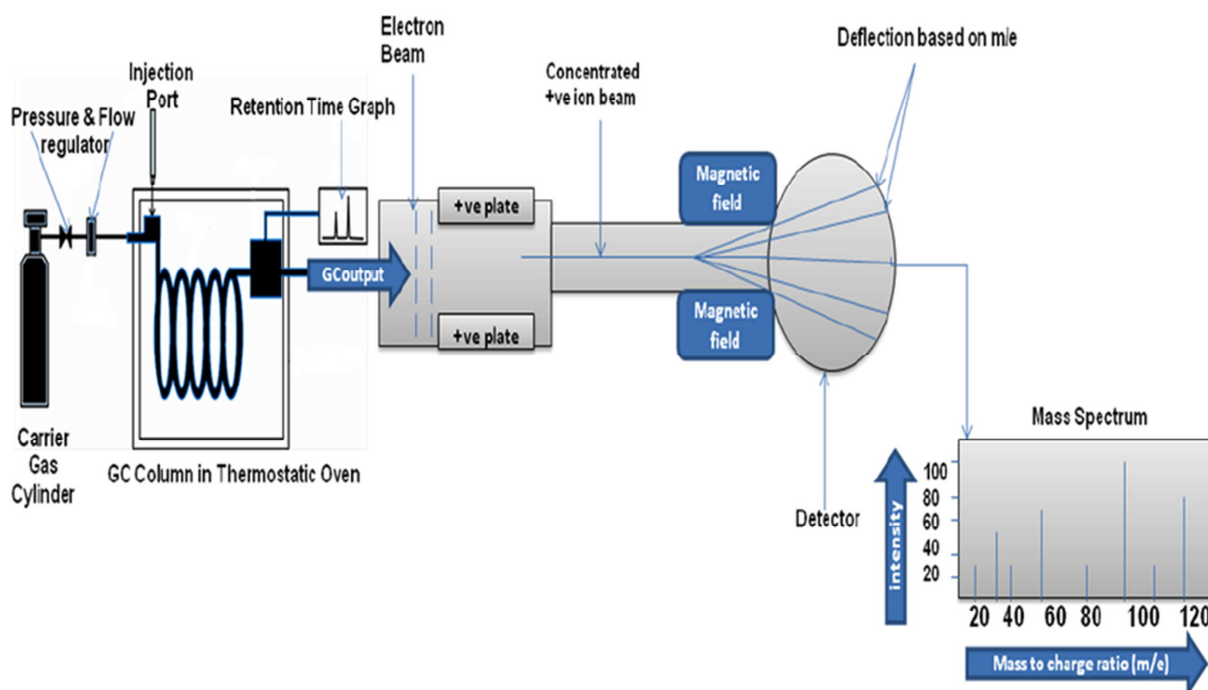 Electron
Beam
Deflection based on m/e
Injection
Port
Concentrated
+ve ion beam
Retention Time Graph
Pressure & Flow
regulator
Magnetic
field
+ve plate
GCoutput
Magnetic
field
+ve plate
Carrier
Gas
Cylinder
GC Column in Thermostatic Oven
Mass Spectrum
Detector
intensity
100
80
60
40
20
20 40 60 80 100 120
Mass to charge ratio (m/e)